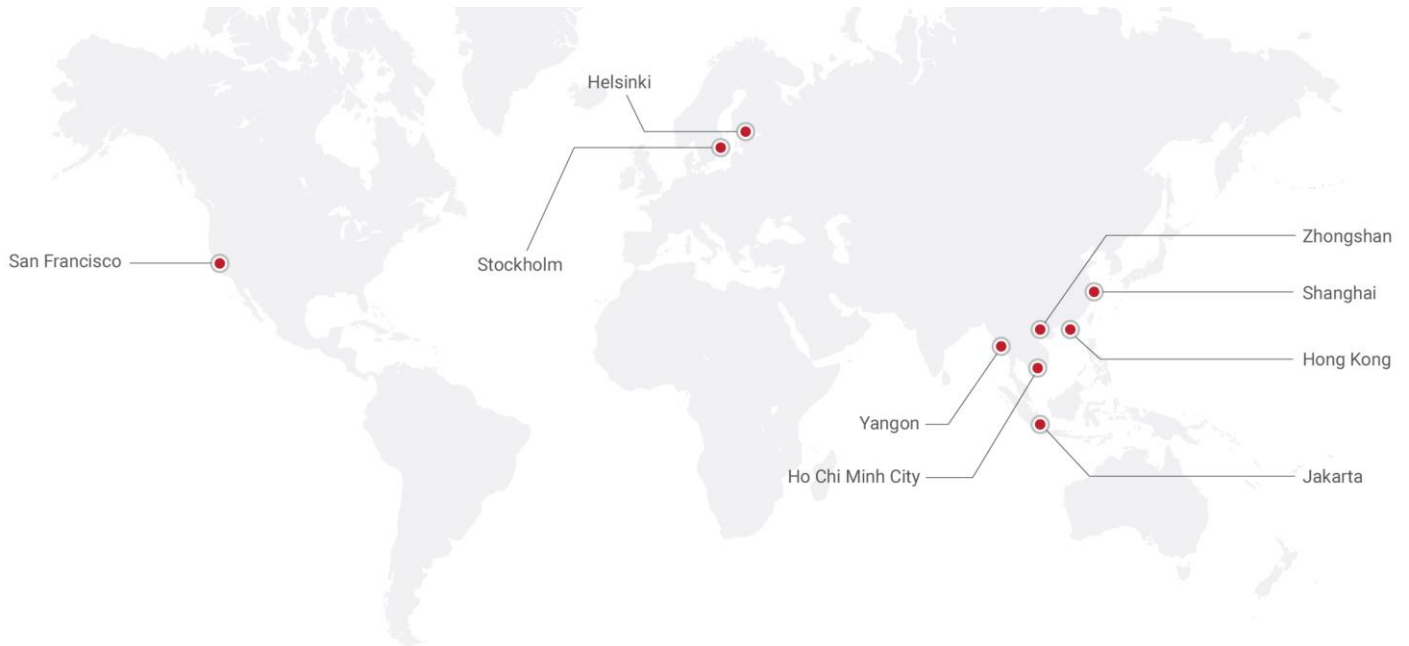 Helsinki
Zhongshan
San Francisco
Stockholm
Shanghai
Hong Kong
Yangon
Ho Chi Minh City
Jakarta